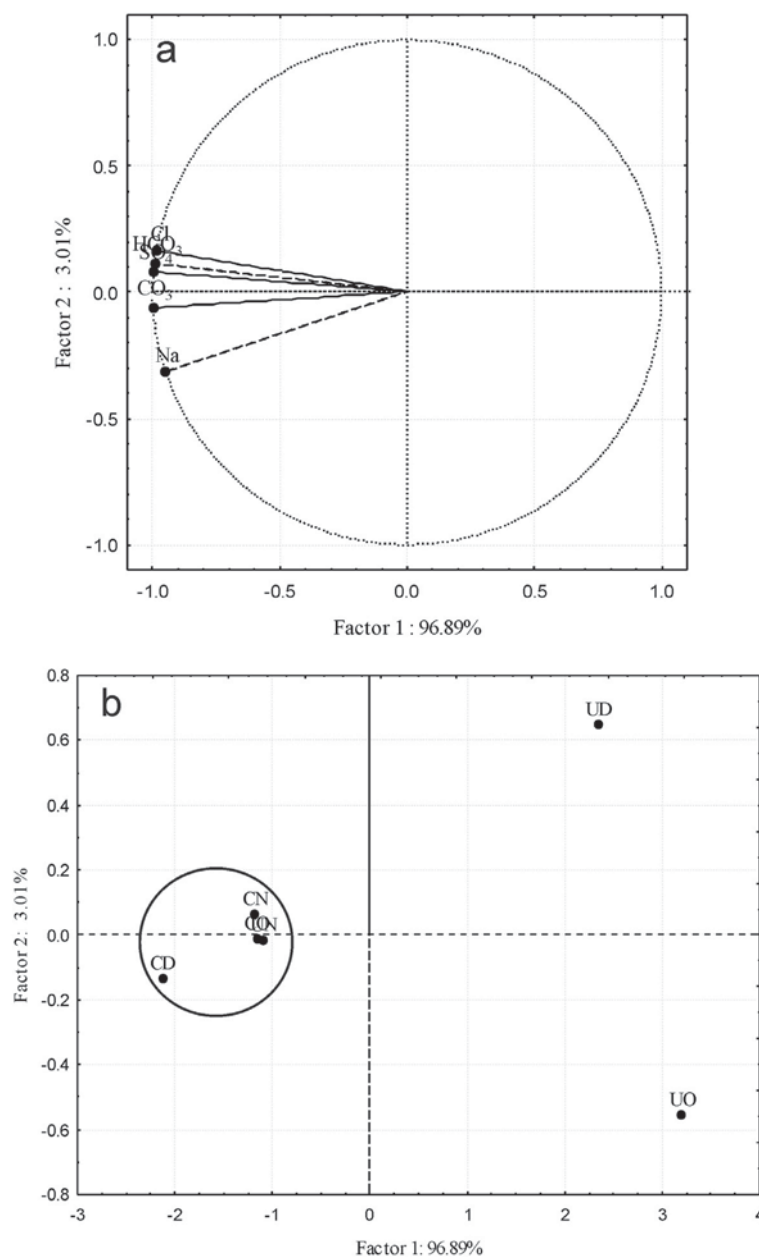 a
1.0
0.5
0.0
-0.5
-1.0
Factor 2 : 3.01%
Cl
HCO₃
SO₄
CO₃
Na
-1.0 -0.5 0.0 0.5 1.0
Factor 1 : 96.89%
b
0.8
0.6
0.4
0.2
0.0
-0.2
-0.4
-0.6
-0.8
Factor 2: 3.01%
UD
CN
CD
UO
-3 -2 -1 0 1 2 3 4
Factor 1: 96.89%